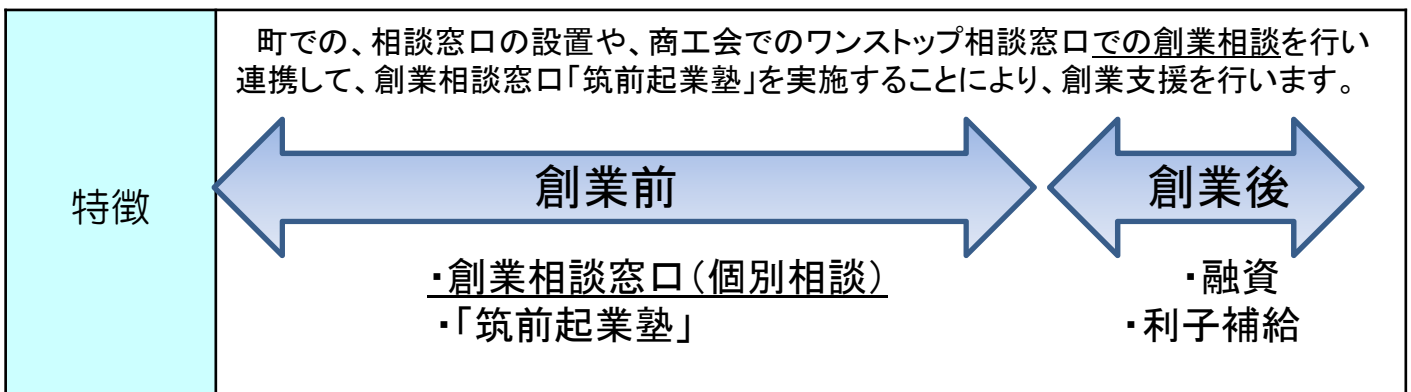 特徴
町での、相談窓口の設置や、商工会でのワンストップ相談窓口での創業相談を行い
連携して、創業相談窓口「筑前起業塾」を実施することにより、創業支援を行います。
創業前
創業後
・創業相談窓口（個別相談）
・「筑前起業塾」
・融資
・利子補給